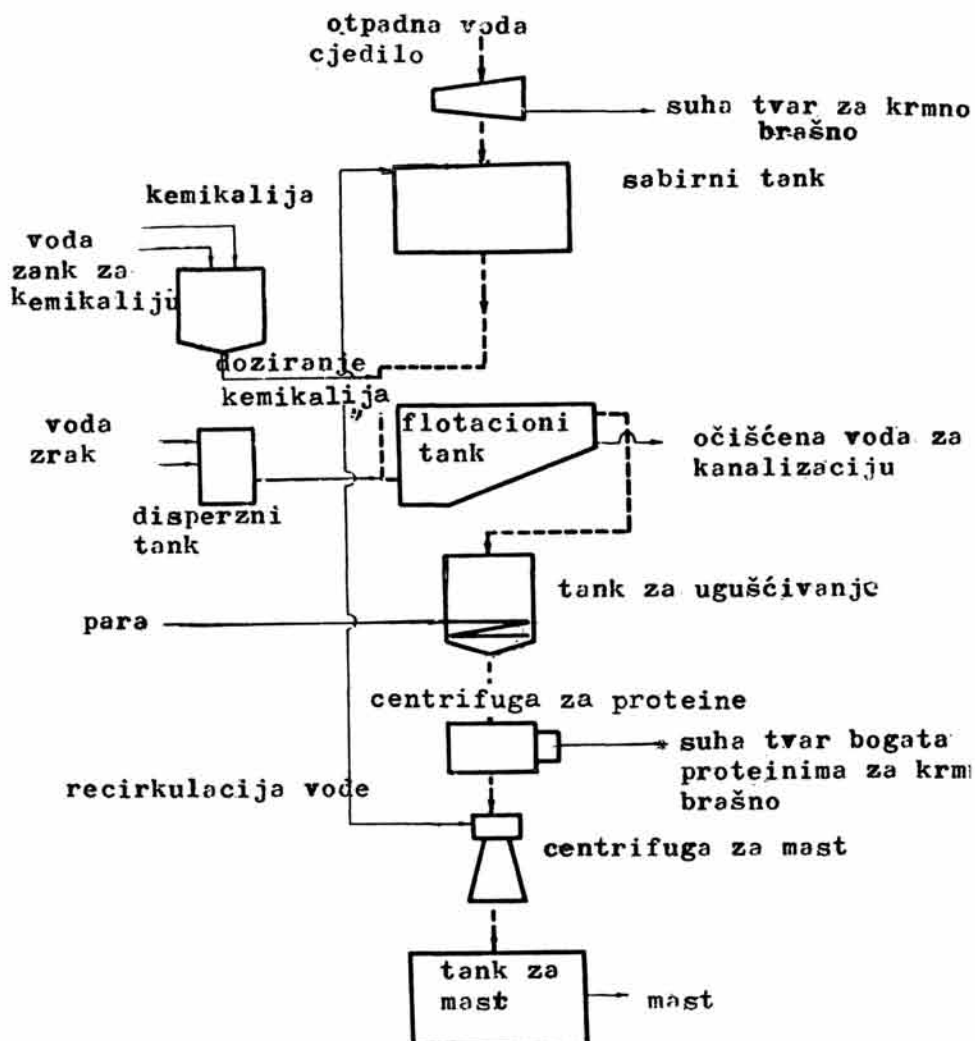 otpadna voda
cjedilo
suha tvar za krmno
brašno
sabirni tank
kemikalija
voda
zank za
kemikaliju
doziranje
kemikalija
voda
zrak
flotacioni
tank
očišćena voda za
kanalizaciju
disperzni
tank
tank za ugušćivanje
para
centrifuga za proteine
suha tvar bogata
proteinima za krm
brašno
recirkulacija vode
centrifuga za mast
tank za
mast
mast